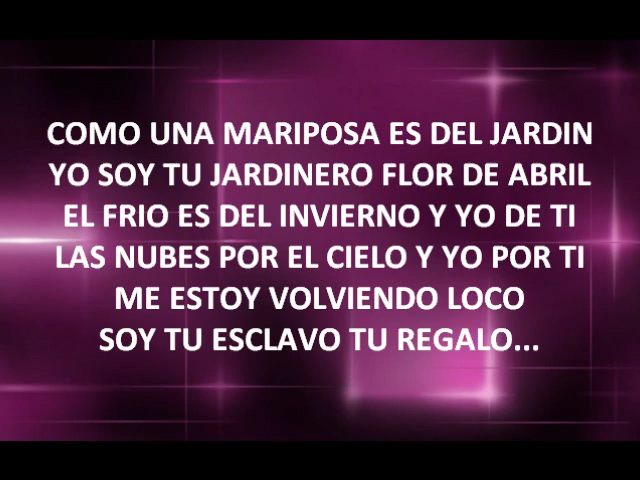 COMO UNA MARIPOSA ES DEL JARDIN
YO SOY TU JARDINERO FLOR DE ABRIL
EL FRIO ES DEL INVIERNO Y YO DE TI
LAS NUBES POR EL CIELO Y YO POR TI
ME ESTOY VOLVIENDO LOCO
SOY TU ESCLAVO TU REGALO...